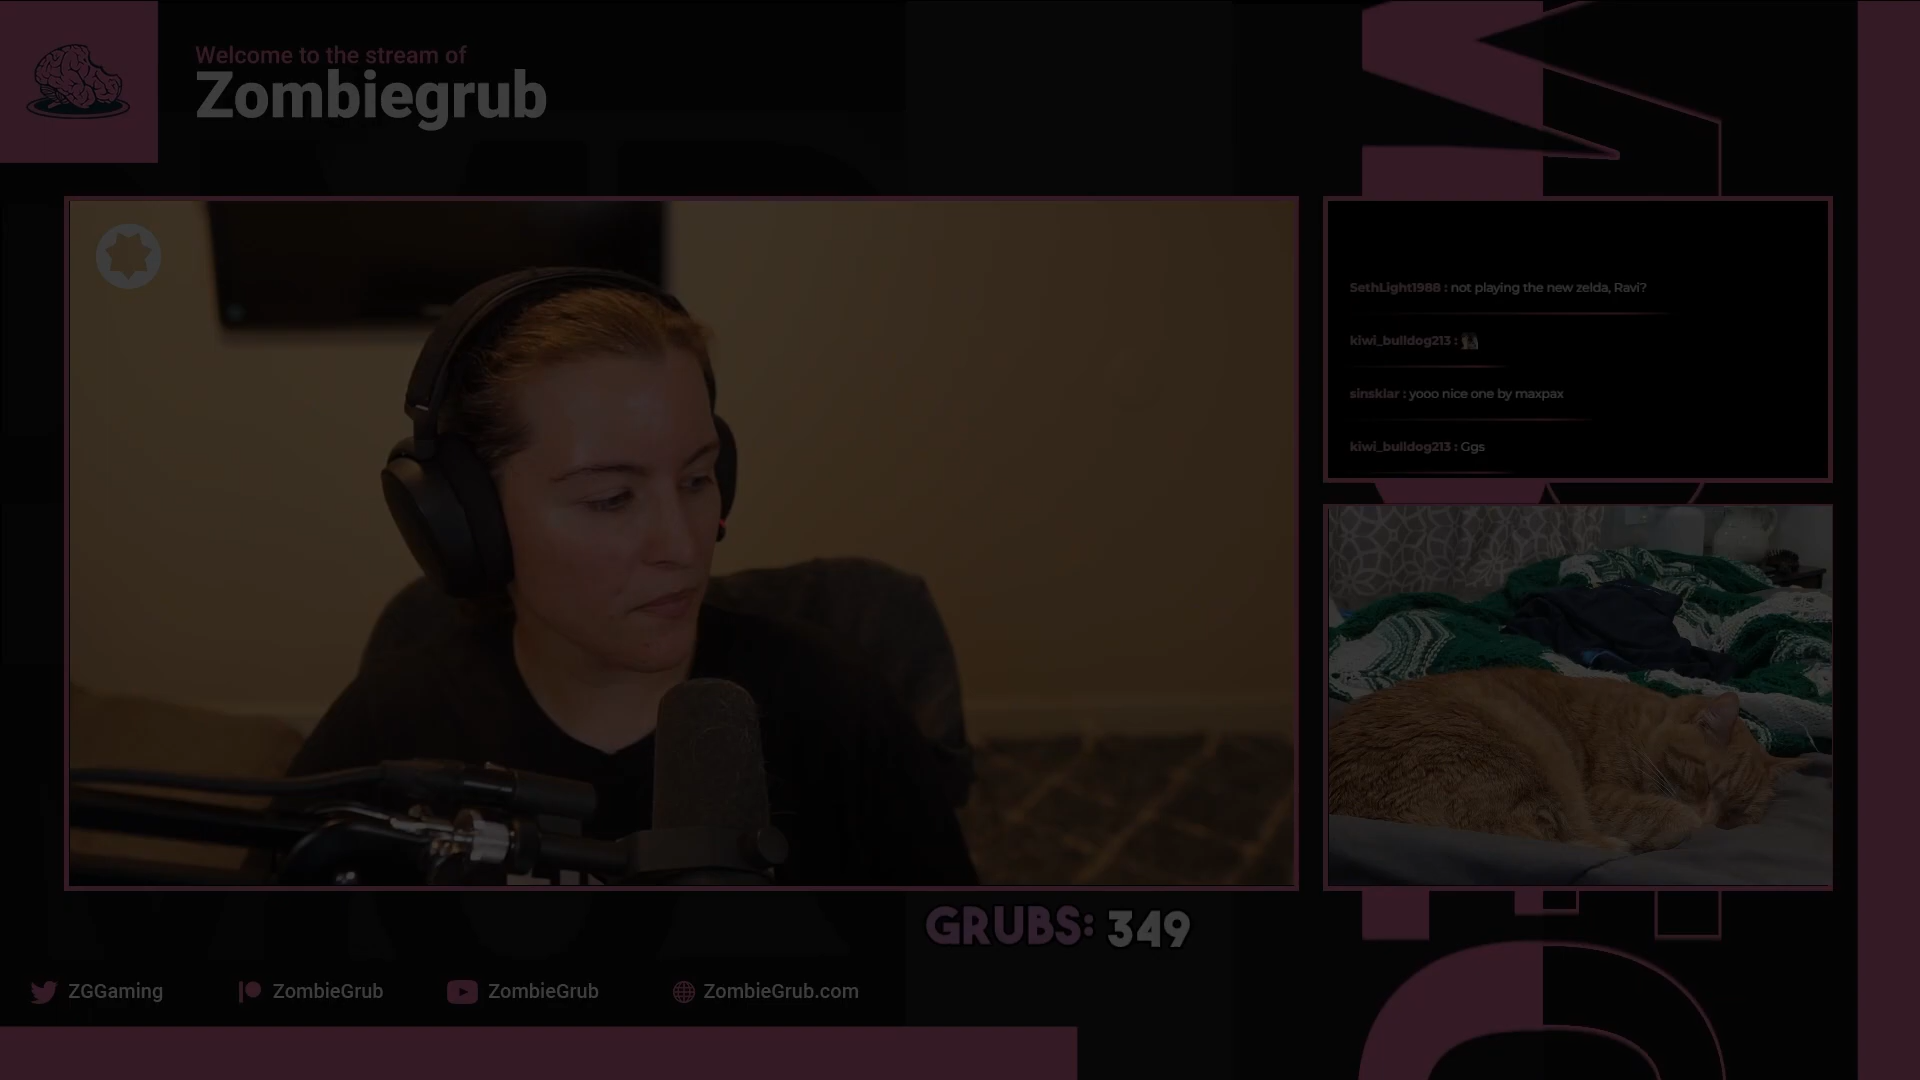 Welcome to the stream of
Zombiegrub
SethLight1988 : not playing the new zelda, Ravi?
kiwi_bulldog213 :
sinsklar : yooo nice one by maxpax
kiwi_bulldog213 : Ggs
GRUBS: 349
ZGGaming
ZombieGrub
ZombieGrub
ZombieGrub.com